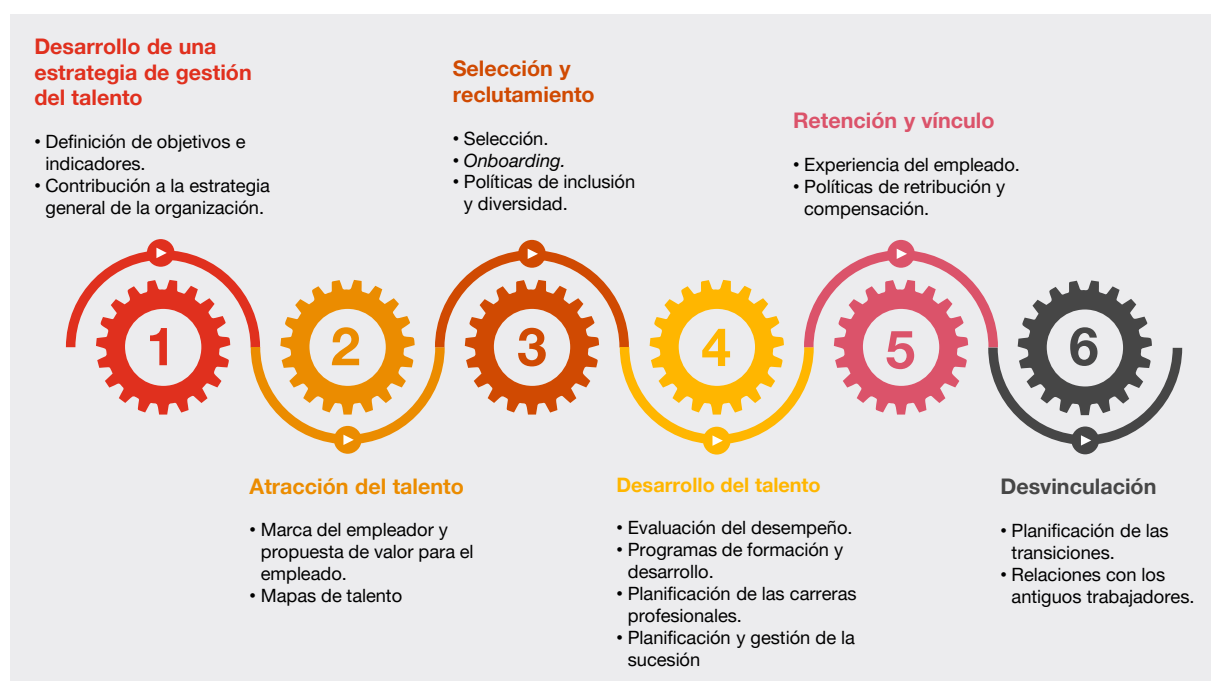 Desarrollo de una
estrategia de gestión
del talento
• Definición de objetivos e
indicadores.
• Contribución a la estrategia
general de la organización.
1
Atracción del talento
• Marca del empleador y
propuesta de valor para el
empleado.
• Mapas de talento
2
Selección y
reclutamiento
• Selección.
• Onboarding.
• Políticas de inclusión
y diversidad.
3
Desarrollo del talento
• Evaluación del desempeño.
• Programas de formación y
desarrollo.
• Planificación de las carreras
profesionales.
• Planificación y gestión de la
sucesión
4
Retención y vínculo
• Experiencia del empleado.
• Políticas de retribución y
compensación.
5
Desvinculación
• Planificación de las
transiciones.
• Relaciones con los
antiguos trabajadores.
6